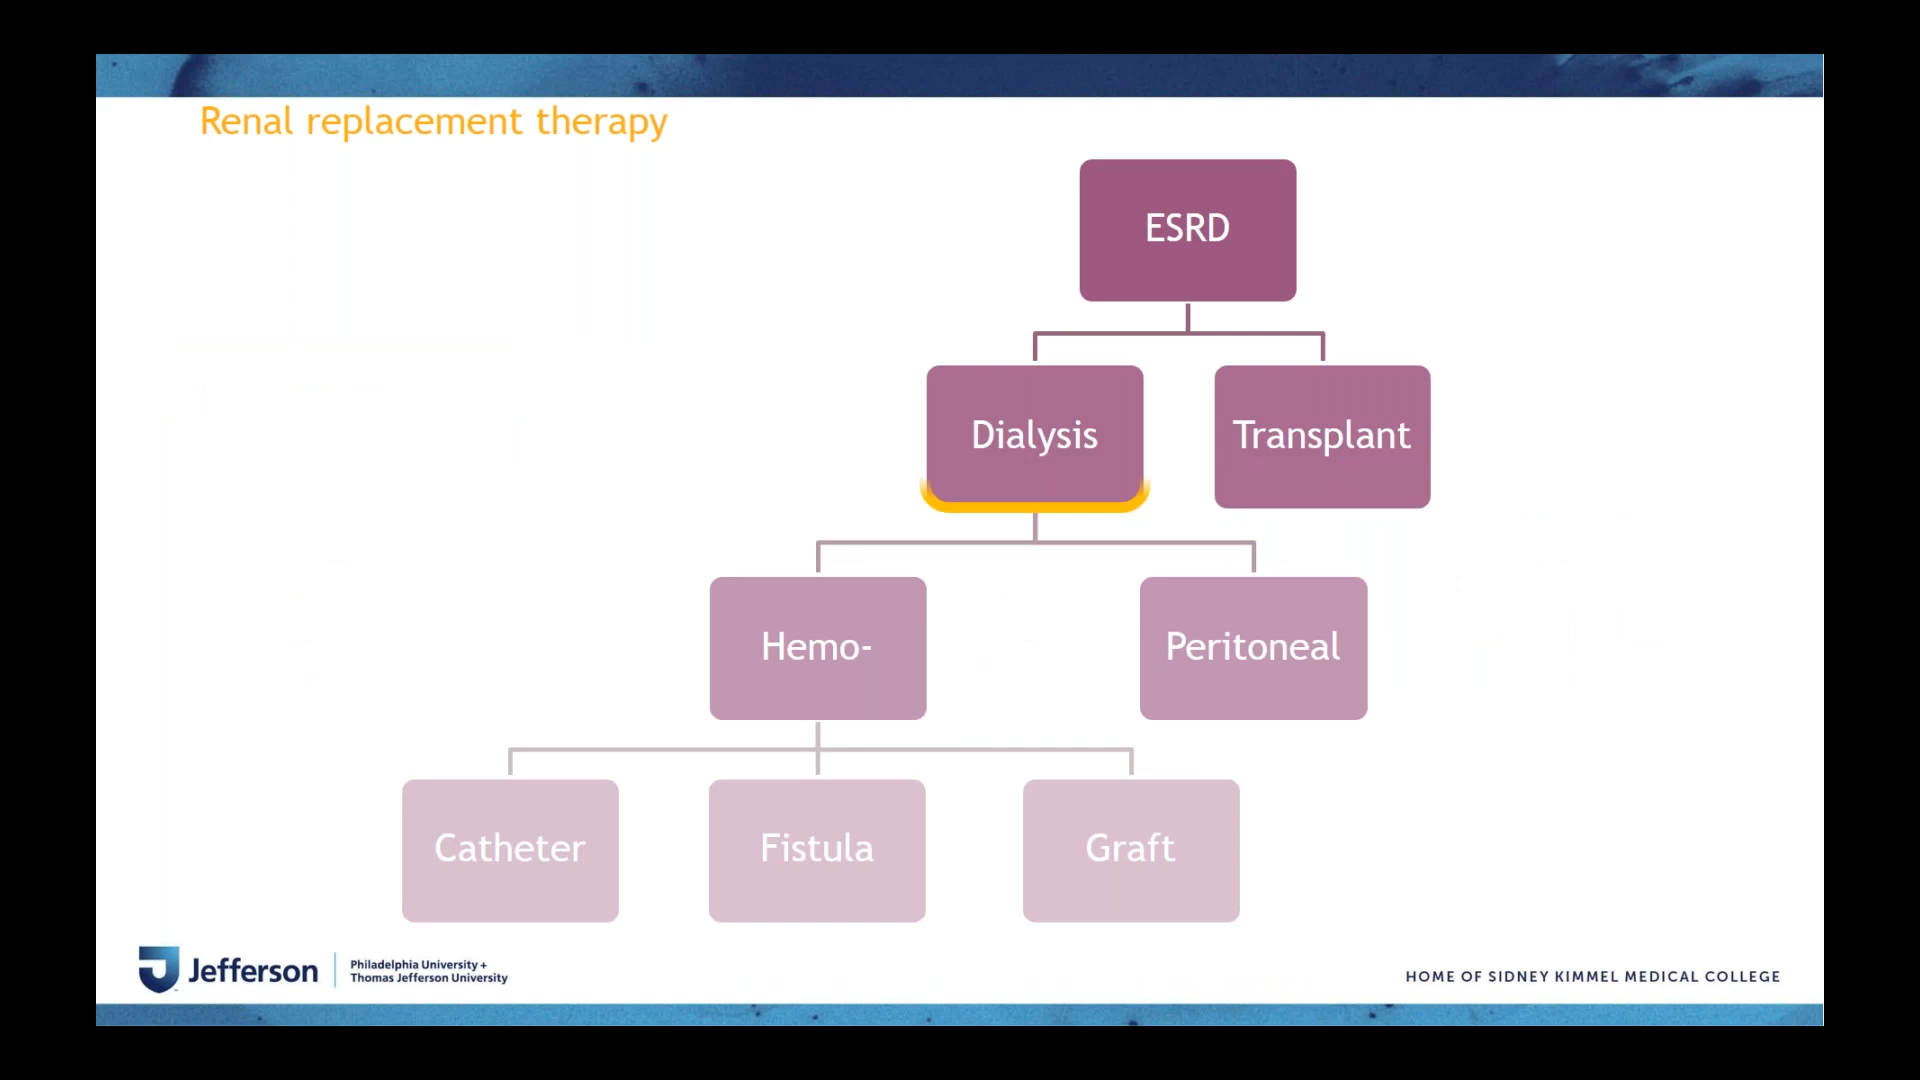 Renal replacement therapy
ESRD
Dialysis
Transplant
Hemo-
Peritoneal
Catheter
Fistula
Graft
Jefferson
Philadelphia University +
Thomas Jefferson University
HOME OF SIDNEY KIMMEL MEDICAL COLLEGE